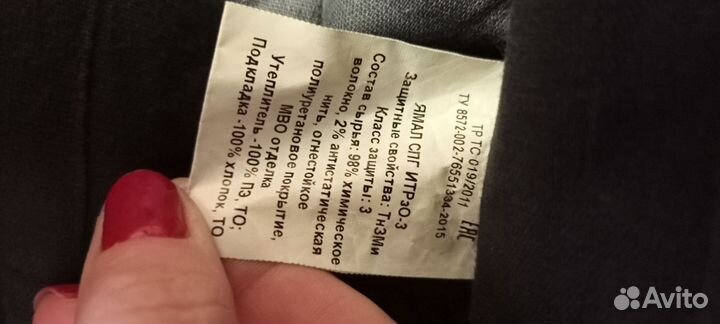 ТР ТС 019/2011 EAC
ТУ 8572-002-76551394-2015
ЯМАЛ СПГ ИТРэО-3
Защитные свойства: ТнЗМи
Класс защиты: 3
Состав сырья: 98% химическое
волокно, 2% антистатическая
нить, огнестойкое
полиуретановое покрытие,
МВО отделка
Утеплитель -100% ПЭ, ТО;
Подкладка -100% хлопок, ТО
Avito